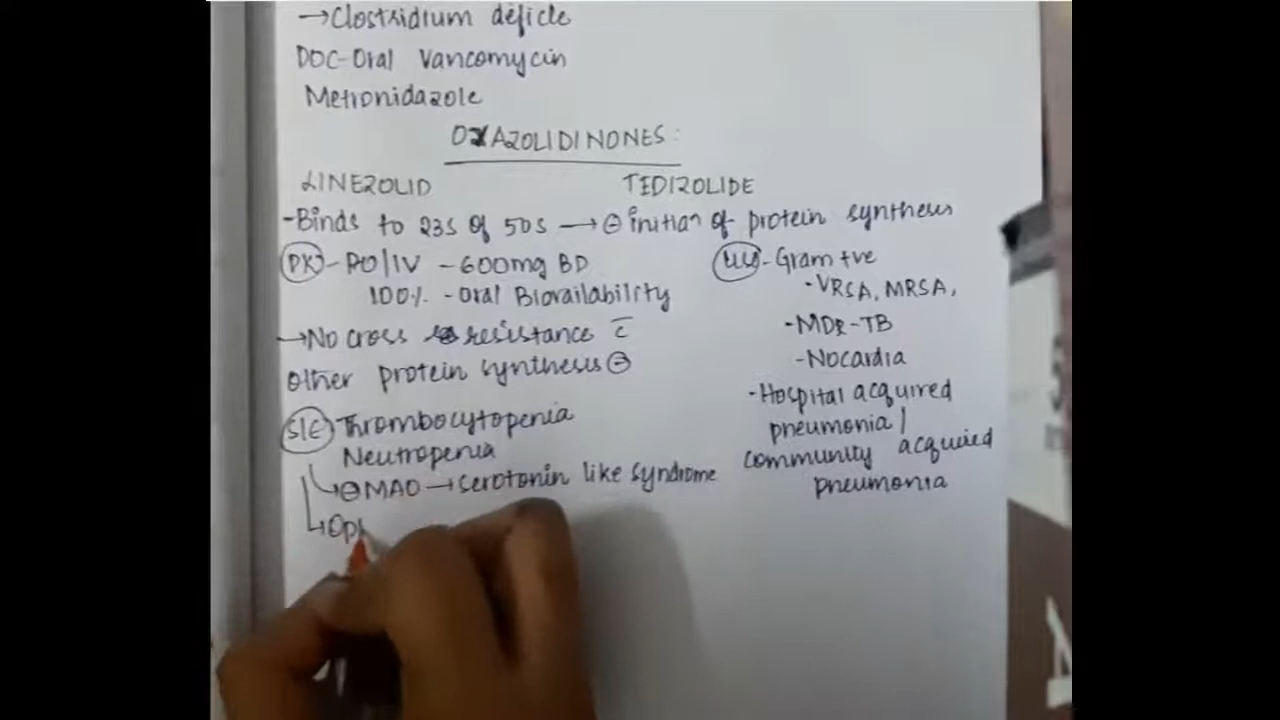 →Clostridium deficle
DOC-Oral Vancomycin
Metronidazole
OXAZOLIDINONES:
LINEZOLID TEDIZOLIDE
-Binds to 23S of 50S → ⊖ initian of protein synthesis
PK - PO/IV - 600mg BD
100% - Oral Bioavailability
→No cross resistance c̅
Other protein synthesis ⊖
S/E Thrombocytopenia
Neutropenia
↳⊖MAO → serotonin like syndrome
↳Op
- Gram +ve
• VRSA, MRSA,
-MDR-TB
-Nocardia
-Hospital acquired
pneumonia /
community acquired
pneumonia